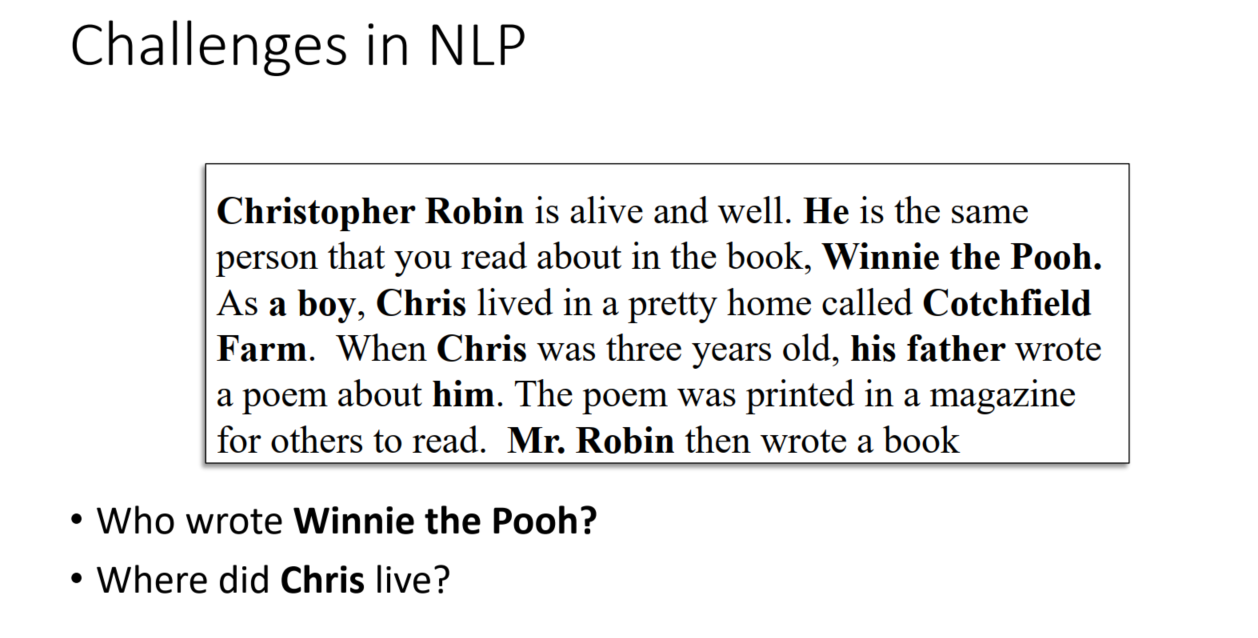 Challenges in NLP
Christopher Robin is alive and well. He is the same
person that you read about in the book, Winnie the Pooh.
As a boy, Chris lived in a pretty home called Cotchfield
Farm. When Chris was three years old, his father wrote
a poem about him. The poem was printed in a magazine
for others to read. Mr. Robin then wrote a book
• Who wrote Winnie the Pooh?
• Where did Chris live?